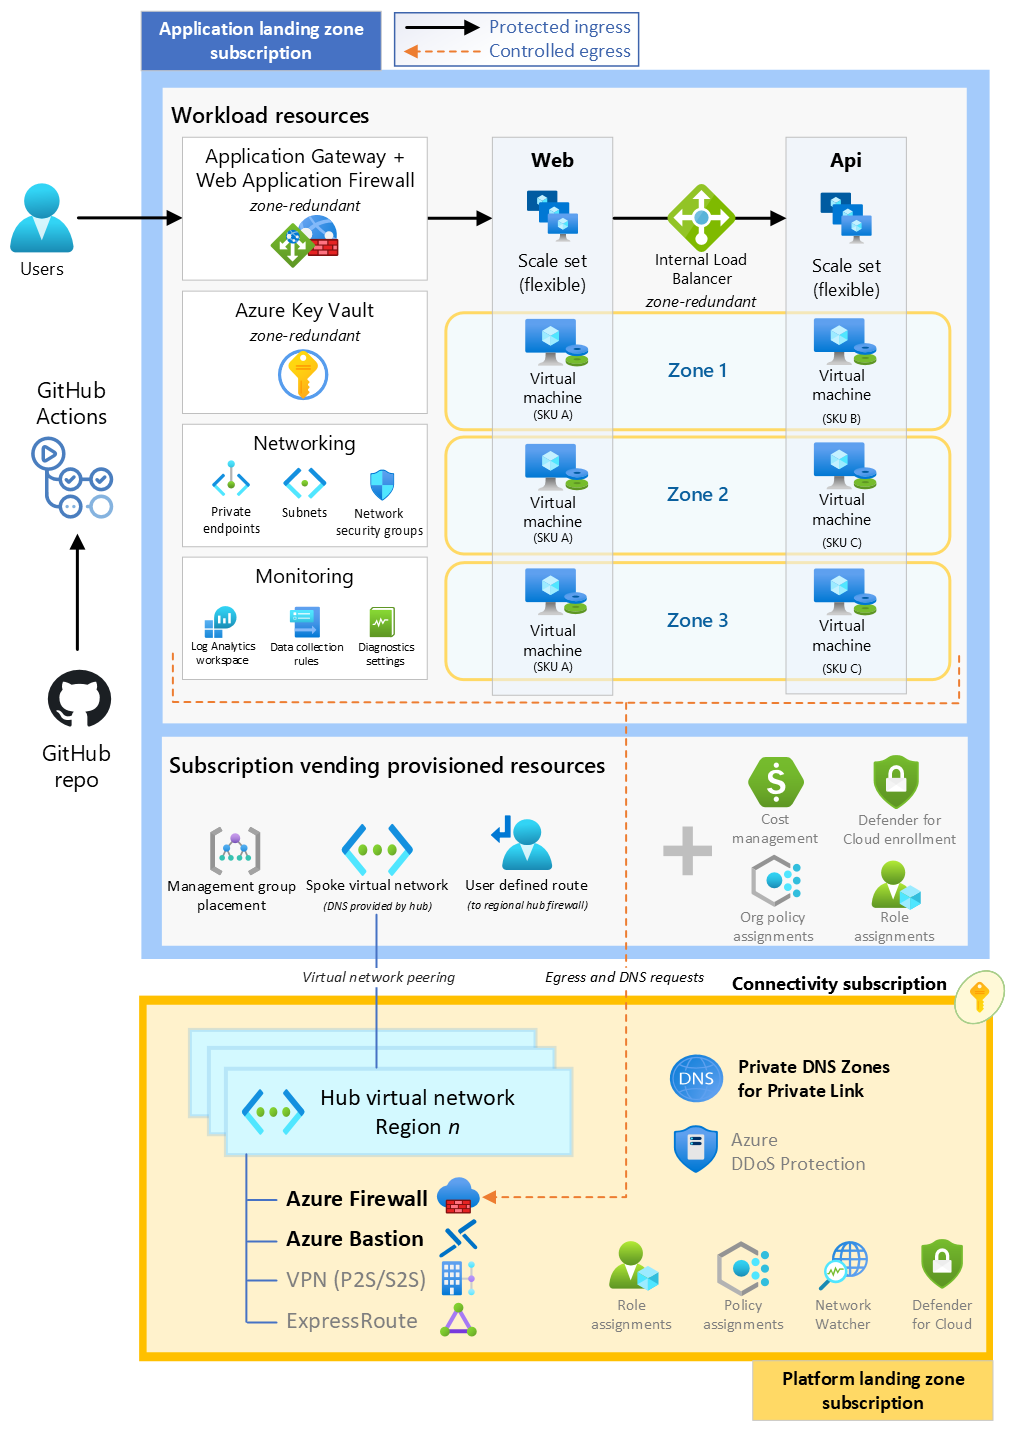 Application landing zone
subscription
Protected ingress
Controlled egress
Workload resources
Application Gateway +
Web Application Firewall
zone-redundant
Web
Api
Users
Scale set
(flexible)
Internal Load
Balancer
zone-redundant
Scale set
(flexible)
Azure Key Vault
zone-redundant
Virtual
machine
(SKU A)
Zone 1
Virtual
machine
(SKU B)
GitHub
Actions
Networking
Private
endpoints
Subnets
Network
security groups
Virtual
machine
(SKU A)
Zone 2
Virtual
machine
(SKU C)
Monitoring
Log Analytics
workspace
Data collection
rules
Diagnostics
settings
Virtual
machine
(SKU A)
Zone 3
Virtual
machine
(SKU C)
GitHub
repo
Subscription vending provisioned resources
Management group
placement
Spoke virtual network
(DNS provided by hub)
User defined route
(to regional hub firewall)
Cost
management
Defender for
Cloud enrollment
Org policy
assignments
Role
assignments
Virtual network peering
Egress and DNS requests
Connectivity subscription
Hub virtual network
Region n
DNS
Private DNS Zones
for Private Link
Azure
DDoS Protection
Azure Firewall
Azure Bastion
VPN (P2S/S2S)
ExpressRoute
Role
assignments
Policy
assignments
Network
Watcher
Defender
for Cloud
Platform landing zone
subscription